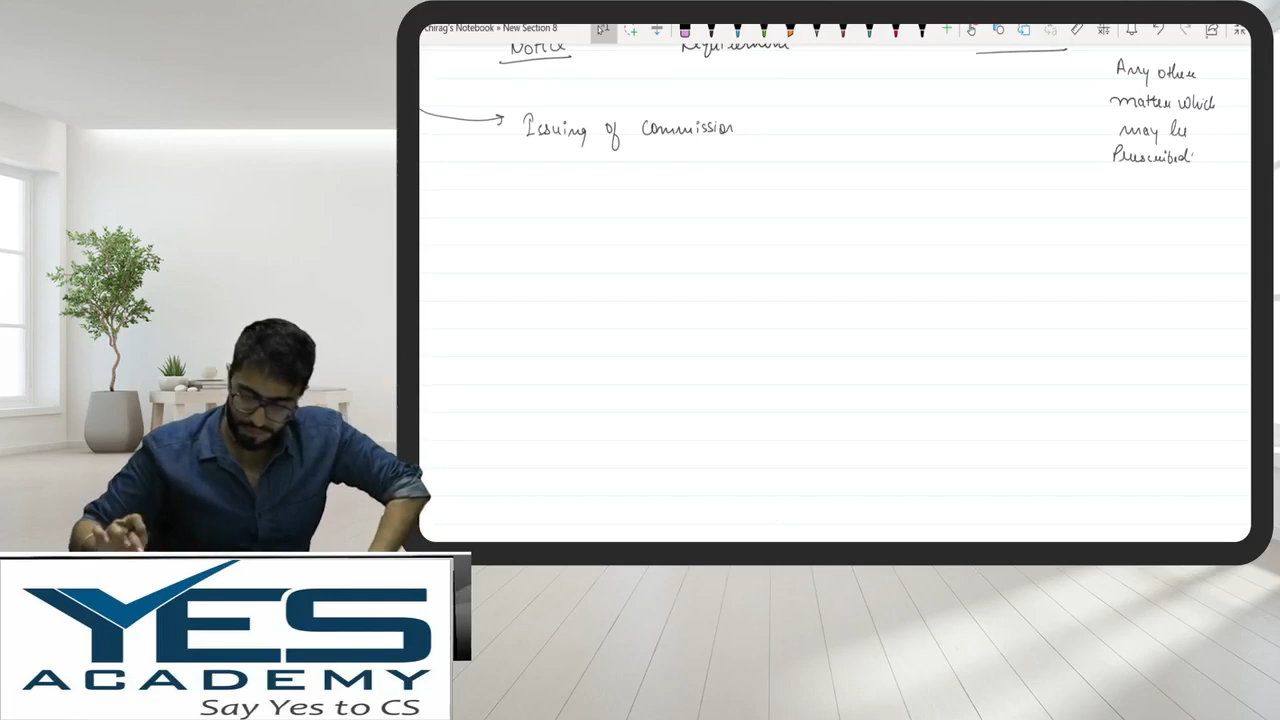 chirag's Notebook » New Section 8
Notice
Requirement
Any other
matter which
may be
Prescribed
Issuing of Commission
YES
ACADEMY
Say Yes to CS